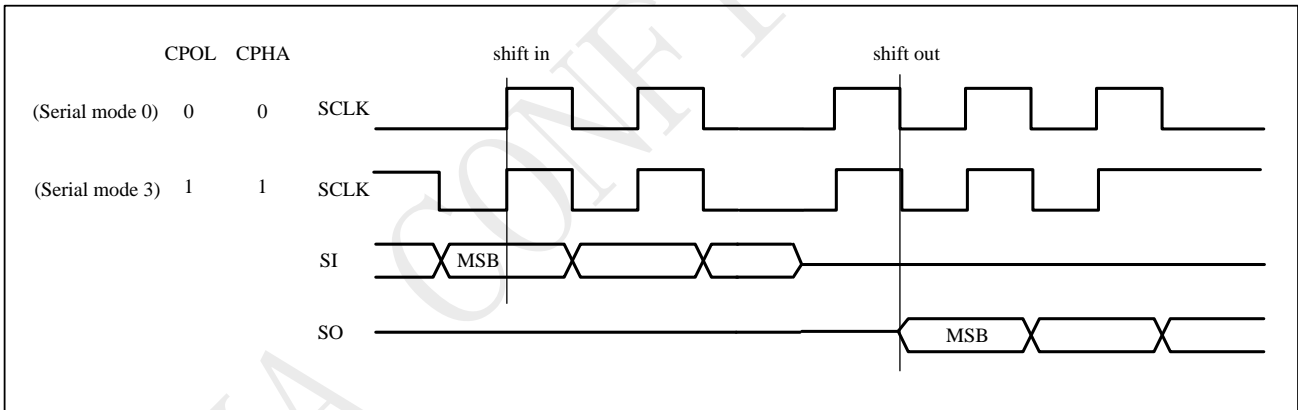 CPOL CPHA shift in shift out
(Serial mode 0) 0 0 SCLK
(Serial mode 3) 1 1 SCLK
SI MSB
SO MSB